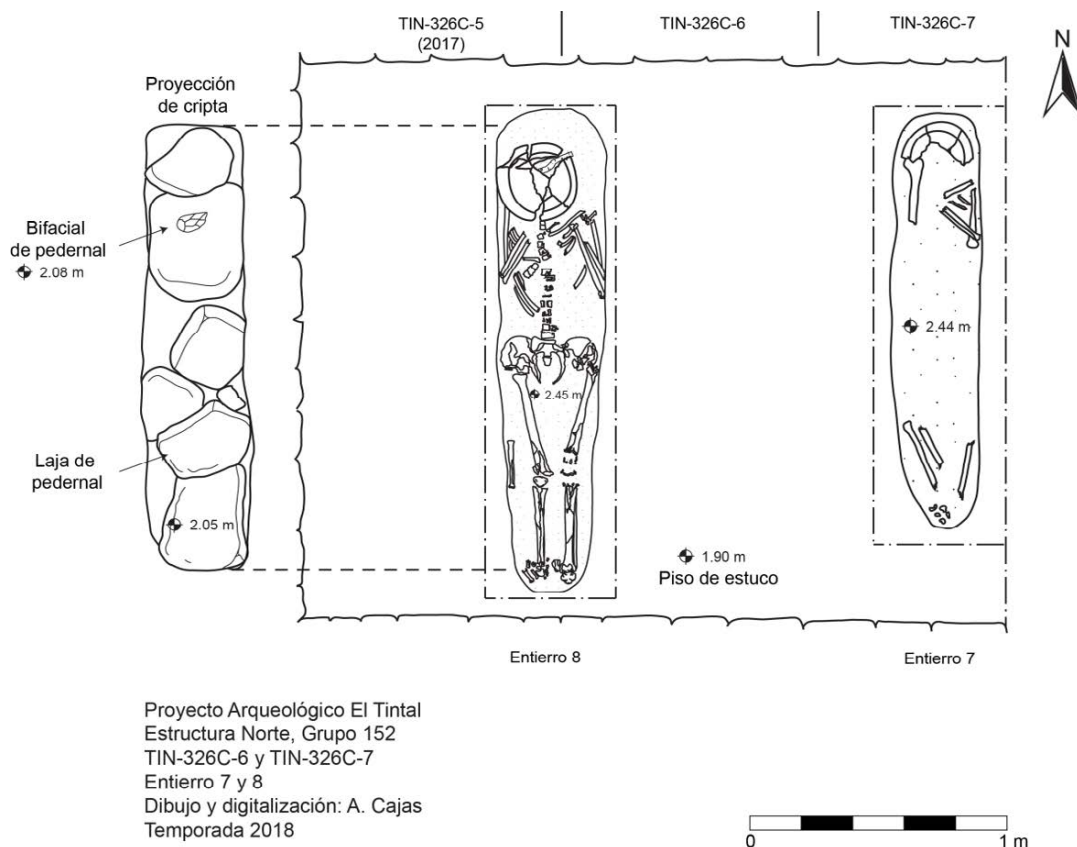 TIN-326C-5
(2017)
TIN-326C-6
TIN-326C-7
N
Proyección
de cripta
Bifacial
de pedernal
2.08 m
2.44 m
2.45 m
Laja de
pedernal
2.05 m
1.90 m
Piso de estuco
Entierro 8
Entierro 7
Proyecto Arqueológico El Tintal
Estructura Norte, Grupo 152
TIN-326C-6 y TIN-326C-7
Entierro 7 y 8
Dibujo y digitalización: A. Cajas
Temporada 2018
0
1 m